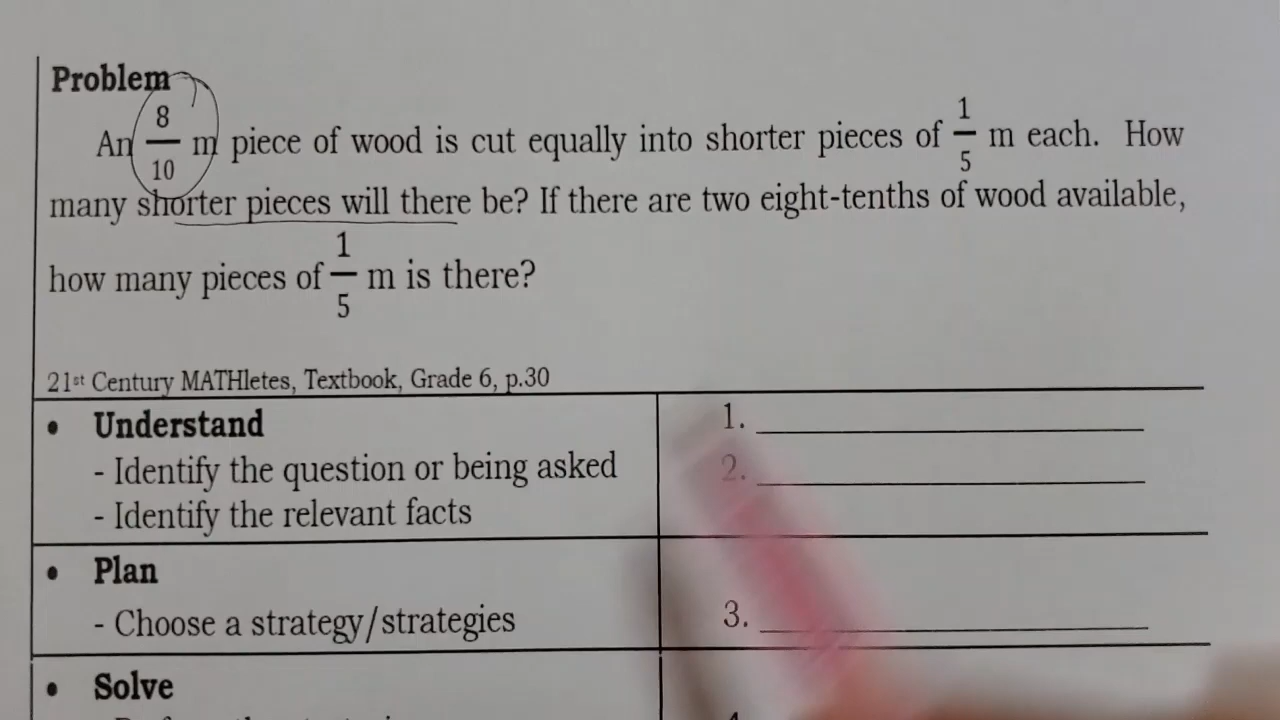 Problem
An 8/10 m piece of wood is cut equally into shorter pieces of 1/5 m each. How
many shorter pieces will there be? If there are two eight-tenths of wood available,
how many pieces of 1/5 m is there?
21st Century MATHletes, Textbook, Grade 6, p.30
• Understand
- Identify the question or being asked
- Identify the relevant facts
1. ____________
2. ____________
• Plan
- Choose a strategy/strategies
3. ____________
• Solve